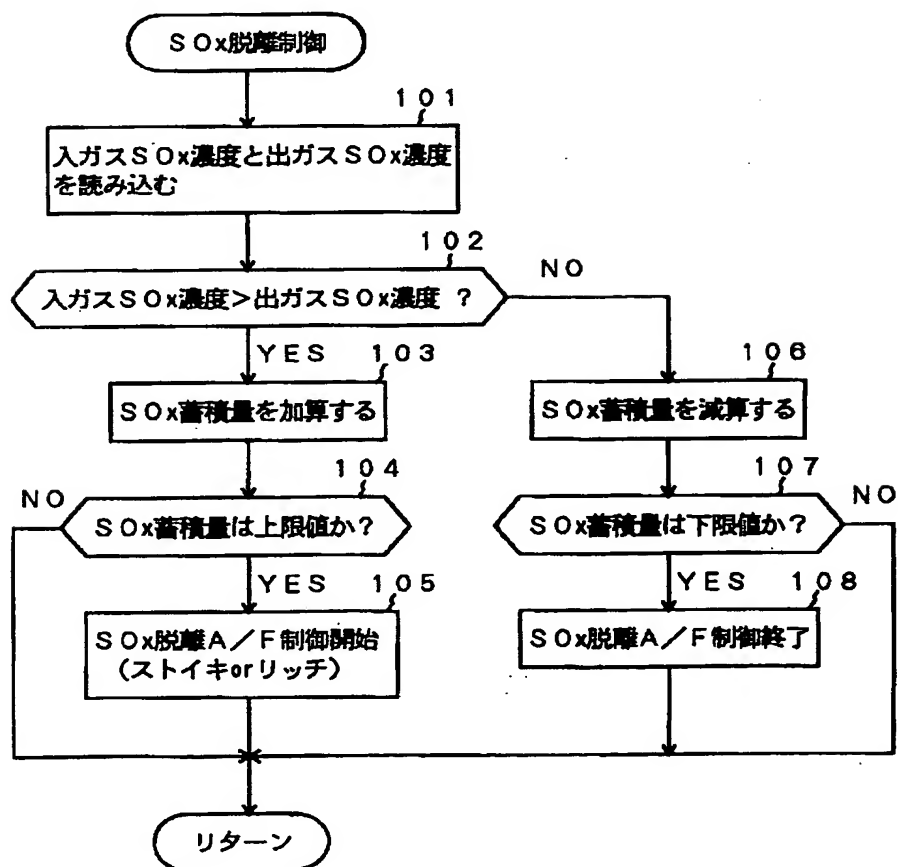 SOx脱離制御
101
入ガスSOx濃度と出ガスSOx濃度
を読み込む
102
入ガスSOx濃度>出ガスSOx濃度 ?
NO
YES
103
SOx蓄積量を加算する
106
SOx蓄積量を減算する
104
NO
SOx蓄積量は上限値か?
107
NO
SOx蓄積量は下限値か?
YES
105
SOx脱離A/F制御開始
(ストイキorリッチ)
YES
108
SOx脱離A/F制御終了
リターン